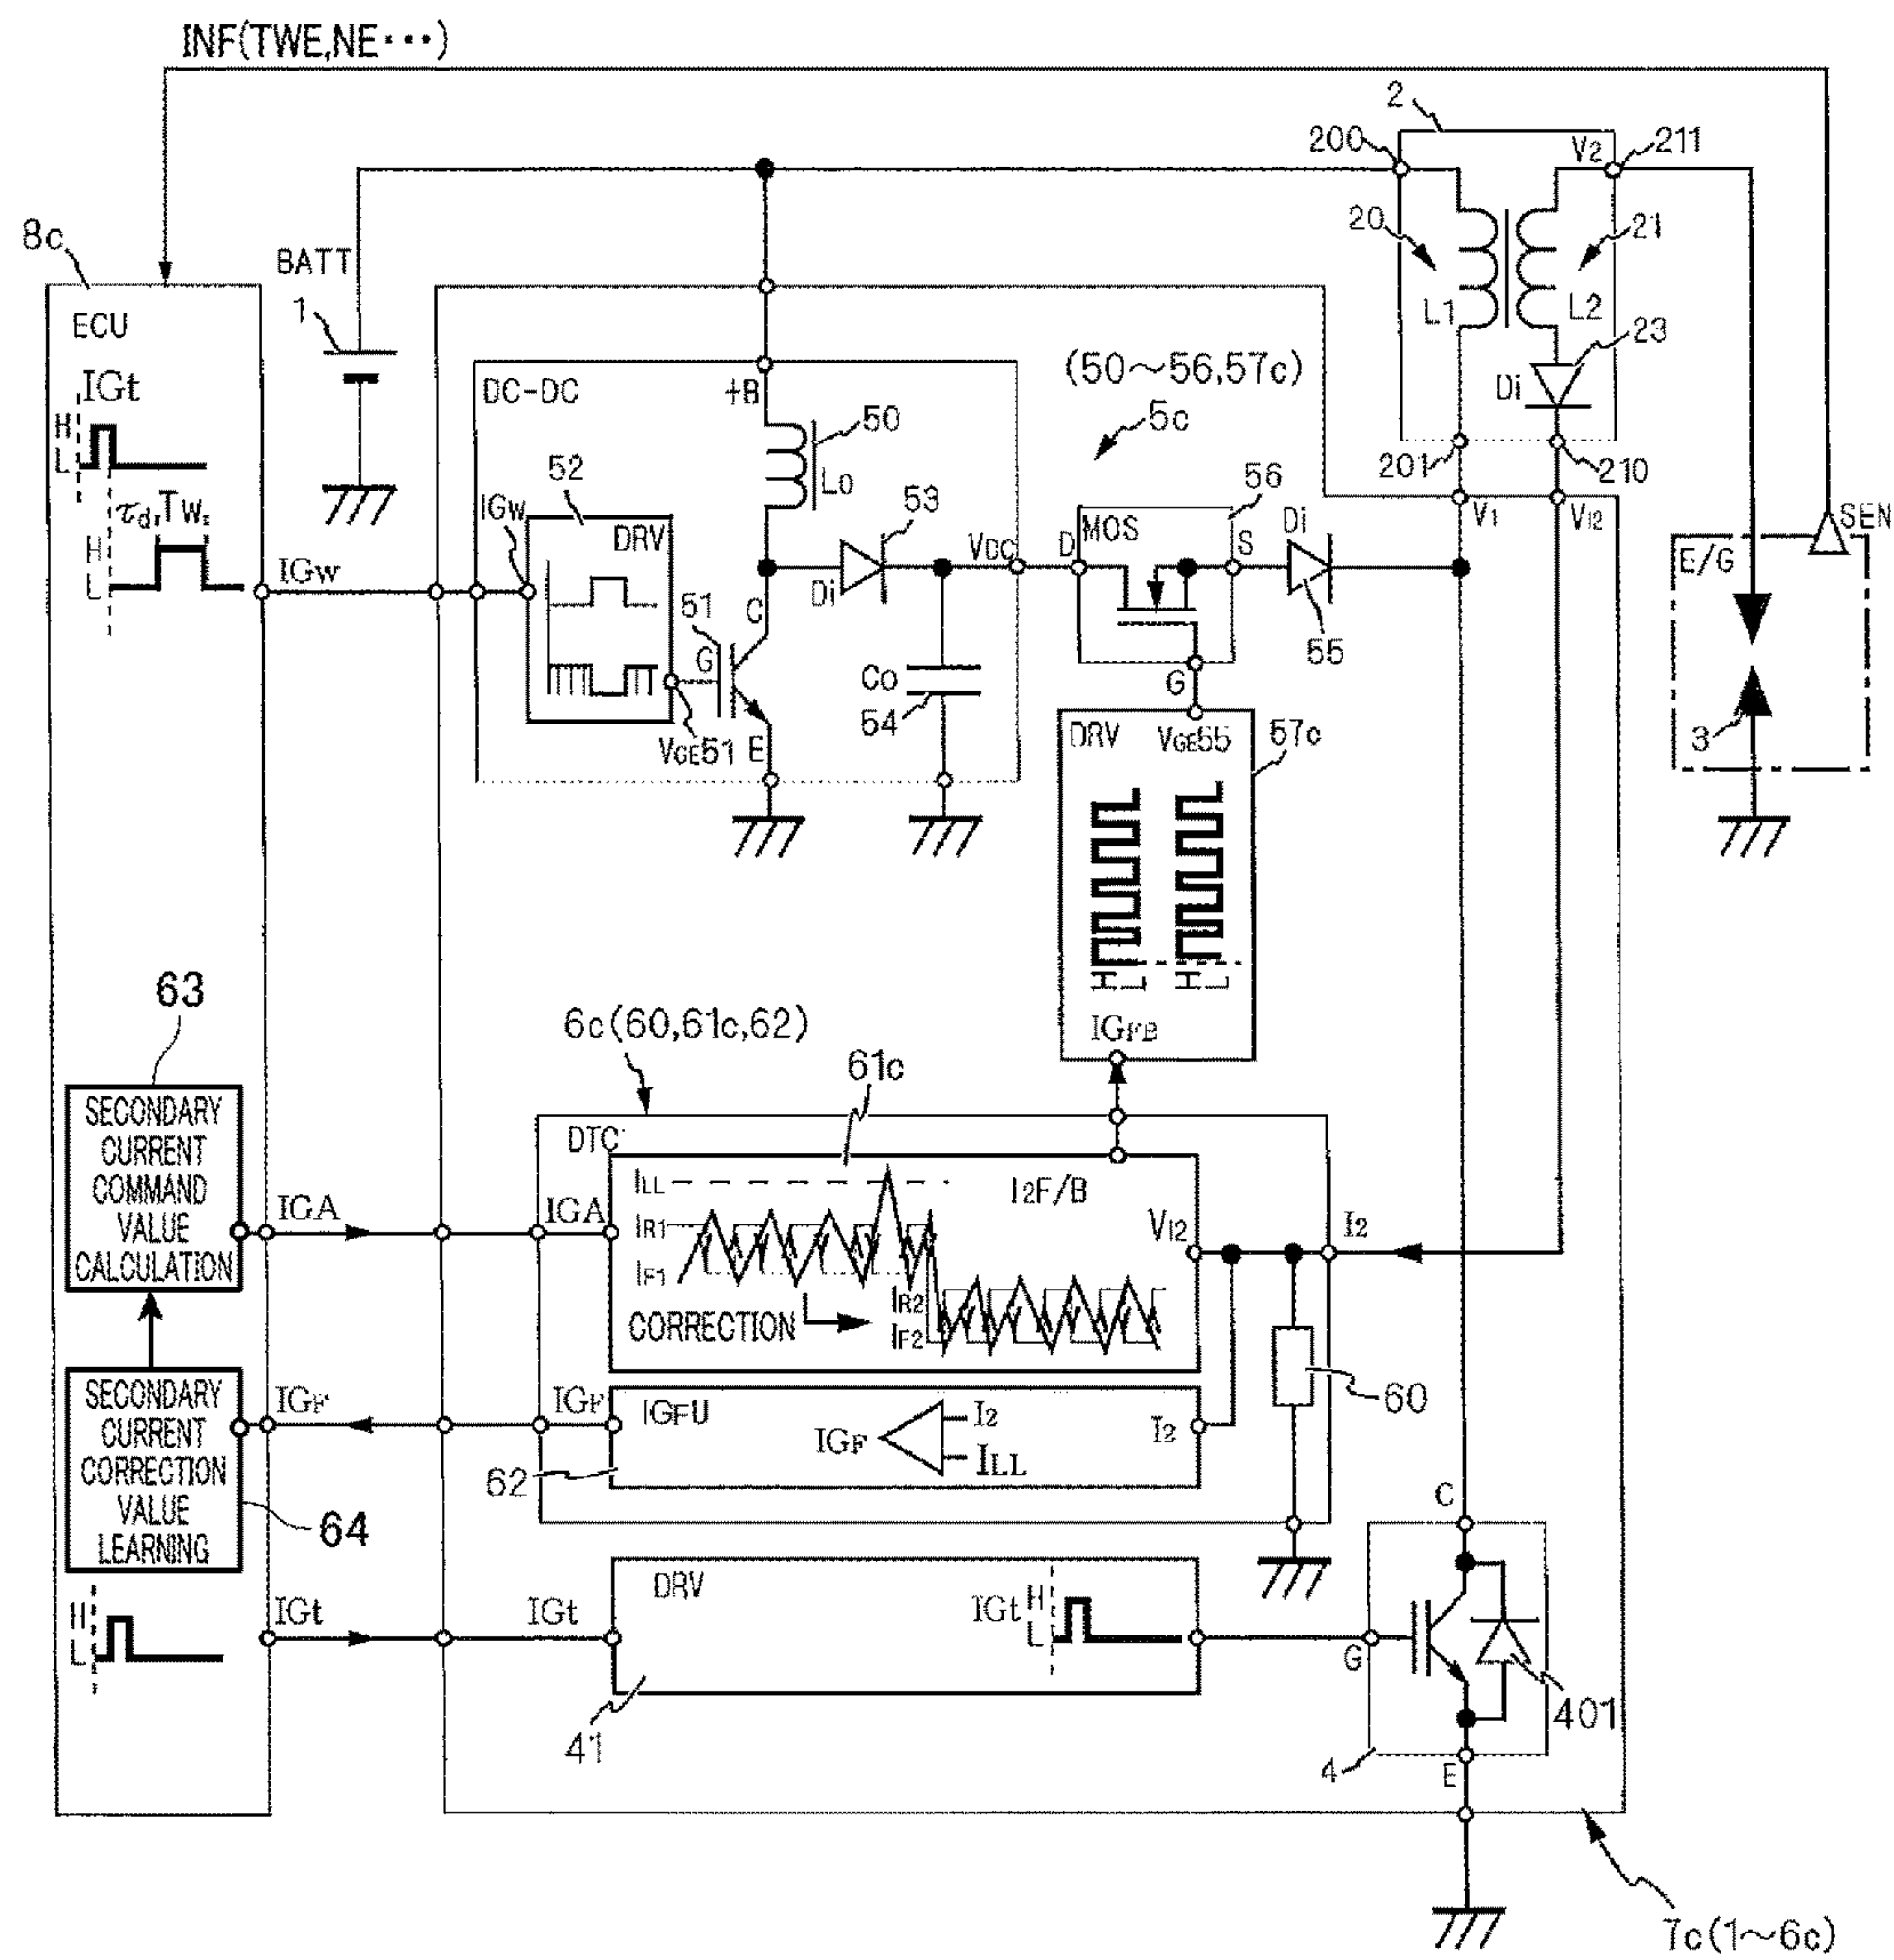 INF(TWE,NE···)
2
200
V2
211
8c
BATT
20
21
1
ECU
L1
L2
23
IGt
DC-DC
+B
(50~56,57c)
Di
H
L
50
5c
τd
Tw
52
Lo
201
210
IGw
53
56
V1
VI2
SEN
H
L
IGw
DRV
VDC
D
MOS
S
Di
E/G
51
C
Di
55
G
Co
G
54
3
VGE51
E
DRV
VGE55
57c
H
L
H
L
63
6c(60,61c,62)
IGFB
61c
SECONDARY
CURRENT
COMMAND
VALUE
CALCULATION
DTC
ILL
I2F/B
IGA
IGA
IR1
VI2
I2
IF1
IR2
CORRECTION
IF2
SECONDARY
CURRENT
CORRECTION
VALUE
LEARNING
60
IGF
IGF
IGFU
I2
I2
IGF
ILL
62
64
C
DRV
H
L
IGt
IGt
IGt
H
L
G
401
41
4
E
7c(1~6c)